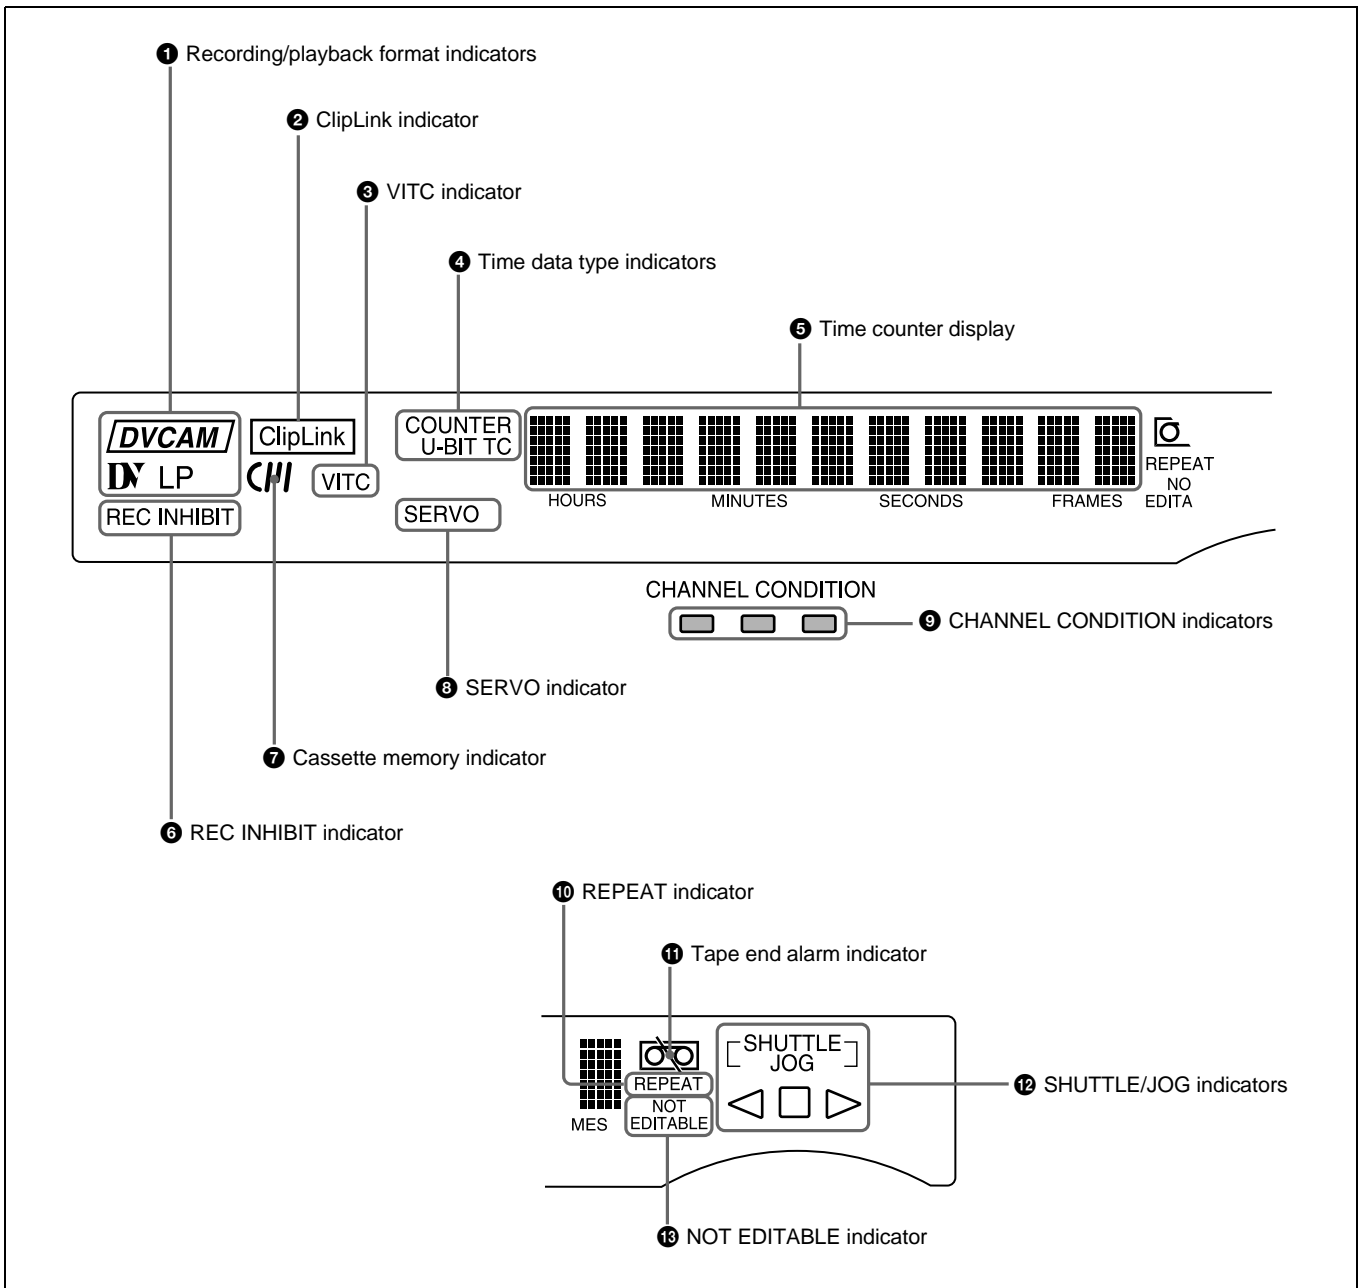 ❶ Recording/playback format indicators
❷ ClipLink indicator
❸ VITC indicator
❹ Time data type indicators
❺ Time counter display
DVCAM ClipLink COUNTER
U-BIT TC
DV LP VITC
REPEAT
NO
EDITA
HOURS MINUTES SECONDS FRAMES
REC INHIBIT SERVO
CHANNEL CONDITION
❾ CHANNEL CONDITION indicators
❽ SERVO indicator
❼ Cassette memory indicator
❻ REC INHIBIT indicator
❿ REPEAT indicator
⓫ Tape end alarm indicator
SHUTTLE
JOG
REPEAT
NOT
EDITABLE
MES
⓬ SHUTTLE/JOG indicators
⓭ NOT EDITABLE indicator